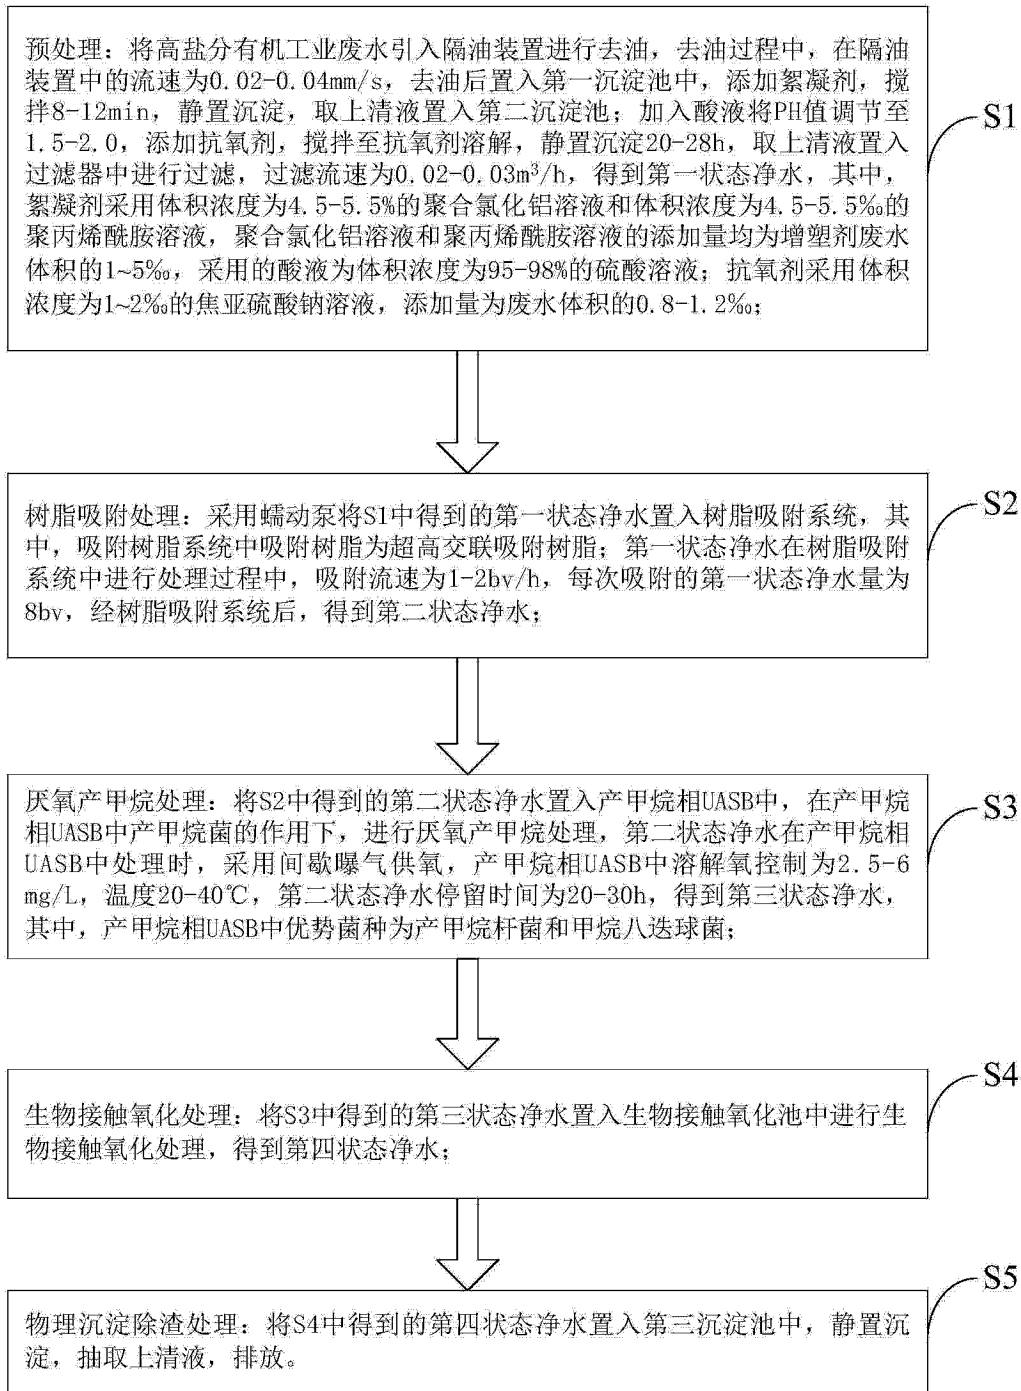 预处理：将高盐分有机工业废水引入隔油装置进行去油，去油过程中，在隔油
装置中的流速为0.02-0.04mm/s，去油后置入第一沉淀池中，添加絮凝剂，搅
拌8-12min，静置沉淀，取上清液置入第二沉淀池；加入酸液将PH值调节至
1.5-2.0，添加抗氧剂，搅拌至抗氧剂溶解，静置沉淀20-28h，取上清液置入
过滤器中进行过滤，过滤流速为0.02-0.03m³/h，得到第一状态净水，其中，
絮凝剂采用体积浓度为4.5-5.5%的聚合氯化铝溶液和体积浓度为4.5-5.5‰的
聚丙烯酰胺溶液，聚合氯化铝溶液和聚丙烯酰胺溶液的添加量均为增塑剂废水
体积的1~5‰，采用的酸液为体积浓度为95-98%的硫酸溶液；抗氧剂采用体积
浓度为1~2‰的焦亚硫酸钠溶液，添加量为废水体积的0.8-1.2‰；
S1
树脂吸附处理：采用蠕动泵将S1中得到的第一状态净水置入树脂吸附系统，其
中，吸附树脂系统中吸附树脂为超高交联吸附树脂；第一状态净水在树脂吸附
系统中进行处理过程中，吸附流速为1-2bv/h，每次吸附的第一状态净水量为
8bv，经树脂吸附系统后，得到第二状态净水；
S2
厌氧产甲烷处理：将S2中得到的第二状态净水置入产甲烷相UASB中，在产甲烷
相UASB中产甲烷菌的作用下，进行厌氧产甲烷处理，第二状态净水在产甲烷相
UASB中处理时，采用间歇曝气供氧，产甲烷相UASB中溶解氧控制为2.5-6
mg/L，温度20-40℃，第二状态净水停留时间为20-30h，得到第三状态净水，
其中，产甲烷相UASB中优势菌种为产甲烷杆菌和甲烷八迭球菌；
S3
生物接触氧化处理：将S3中得到的第三状态净水置入生物接触氧化池中进行生
物接触氧化处理，得到第四状态净水；
S4
物理沉淀除渣处理：将S4中得到的第四状态净水置入第三沉淀池中，静置沉
淀，抽取上清液，排放。
S5